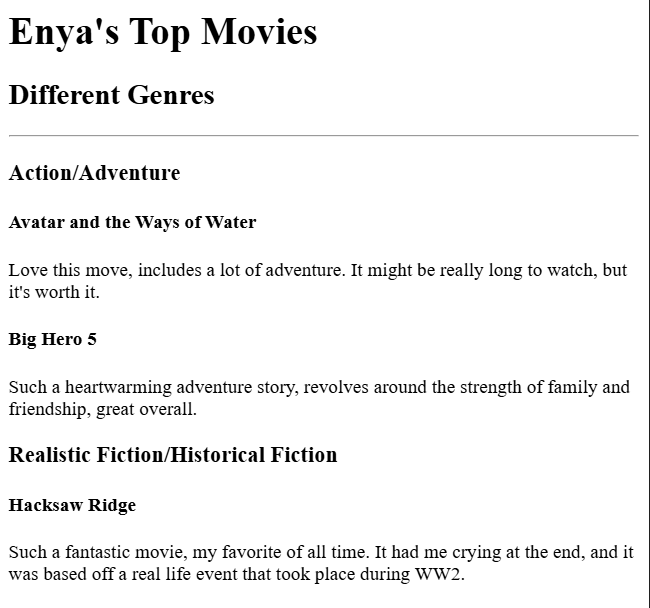 Enya's Top Movies
Different Genres
Action/Adventure
Avatar and the Ways of Water
Love this move, includes a lot of adventure. It might be really long to watch, but
it's worth it.
Big Hero 5
Such a heartwarming adventure story, revolves around the strength of family and
friendship, great overall.
Realistic Fiction/Historical Fiction
Hacksaw Ridge
Such a fantastic movie, my favorite of all time. It had me crying at the end, and it
was based off a real life event that took place during WW2.